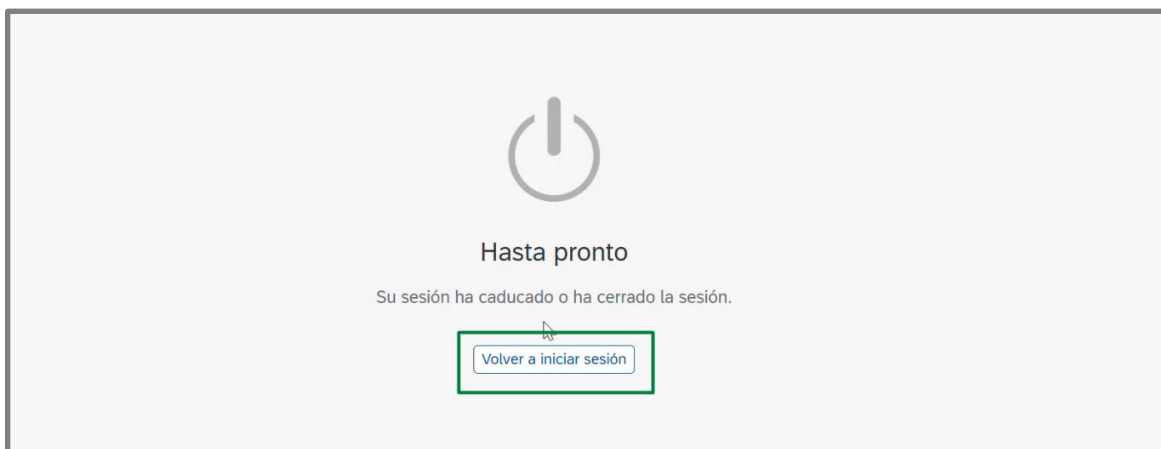 Hasta pronto
Su sesión ha caducado o ha cerrado la sesión.
Volver a iniciar sesión